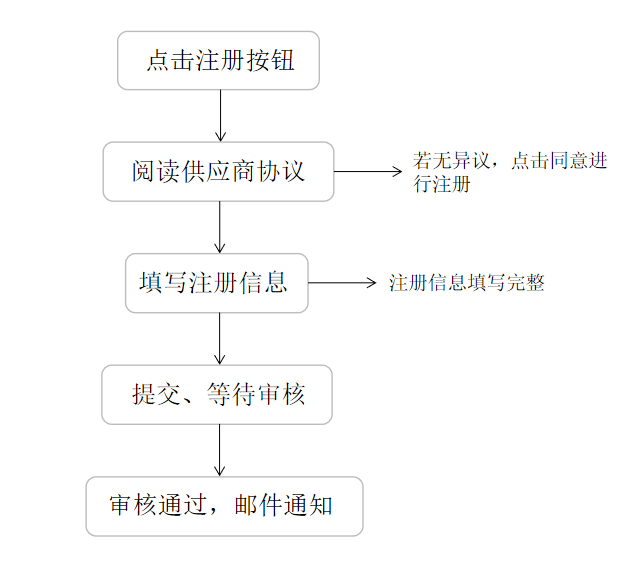 点击注册按钮
阅读供应商协议
若无异议，点击同意进
行注册
填写注册信息
注册信息填写完整
提交、等待审核
审核通过，邮件通知